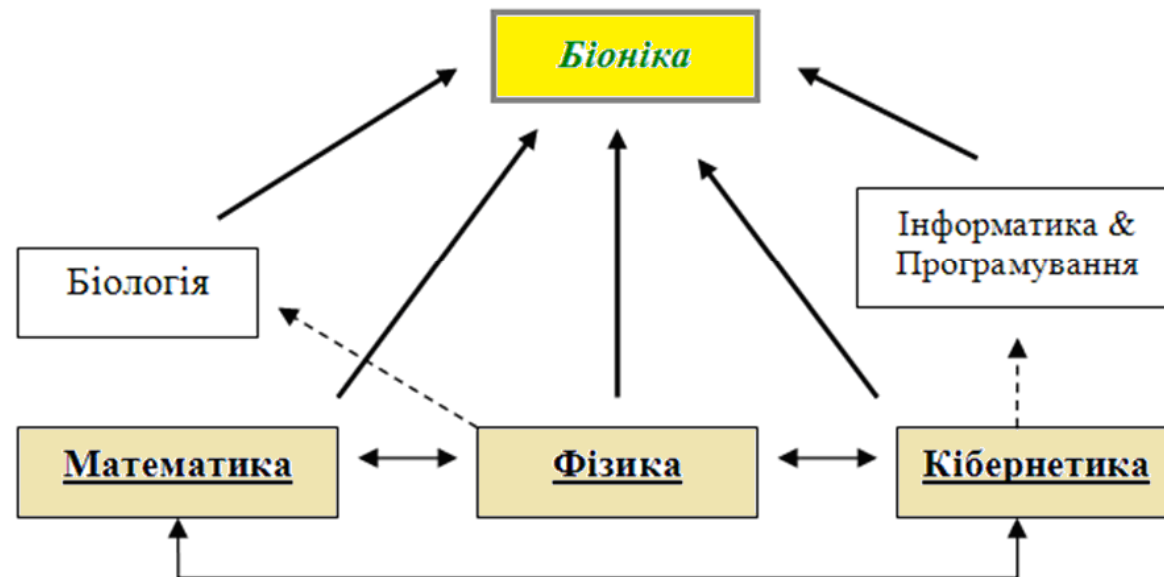 Біоніка
Біологія
Інформатика &
Програмування
Математика
Фізика
Кібернетика